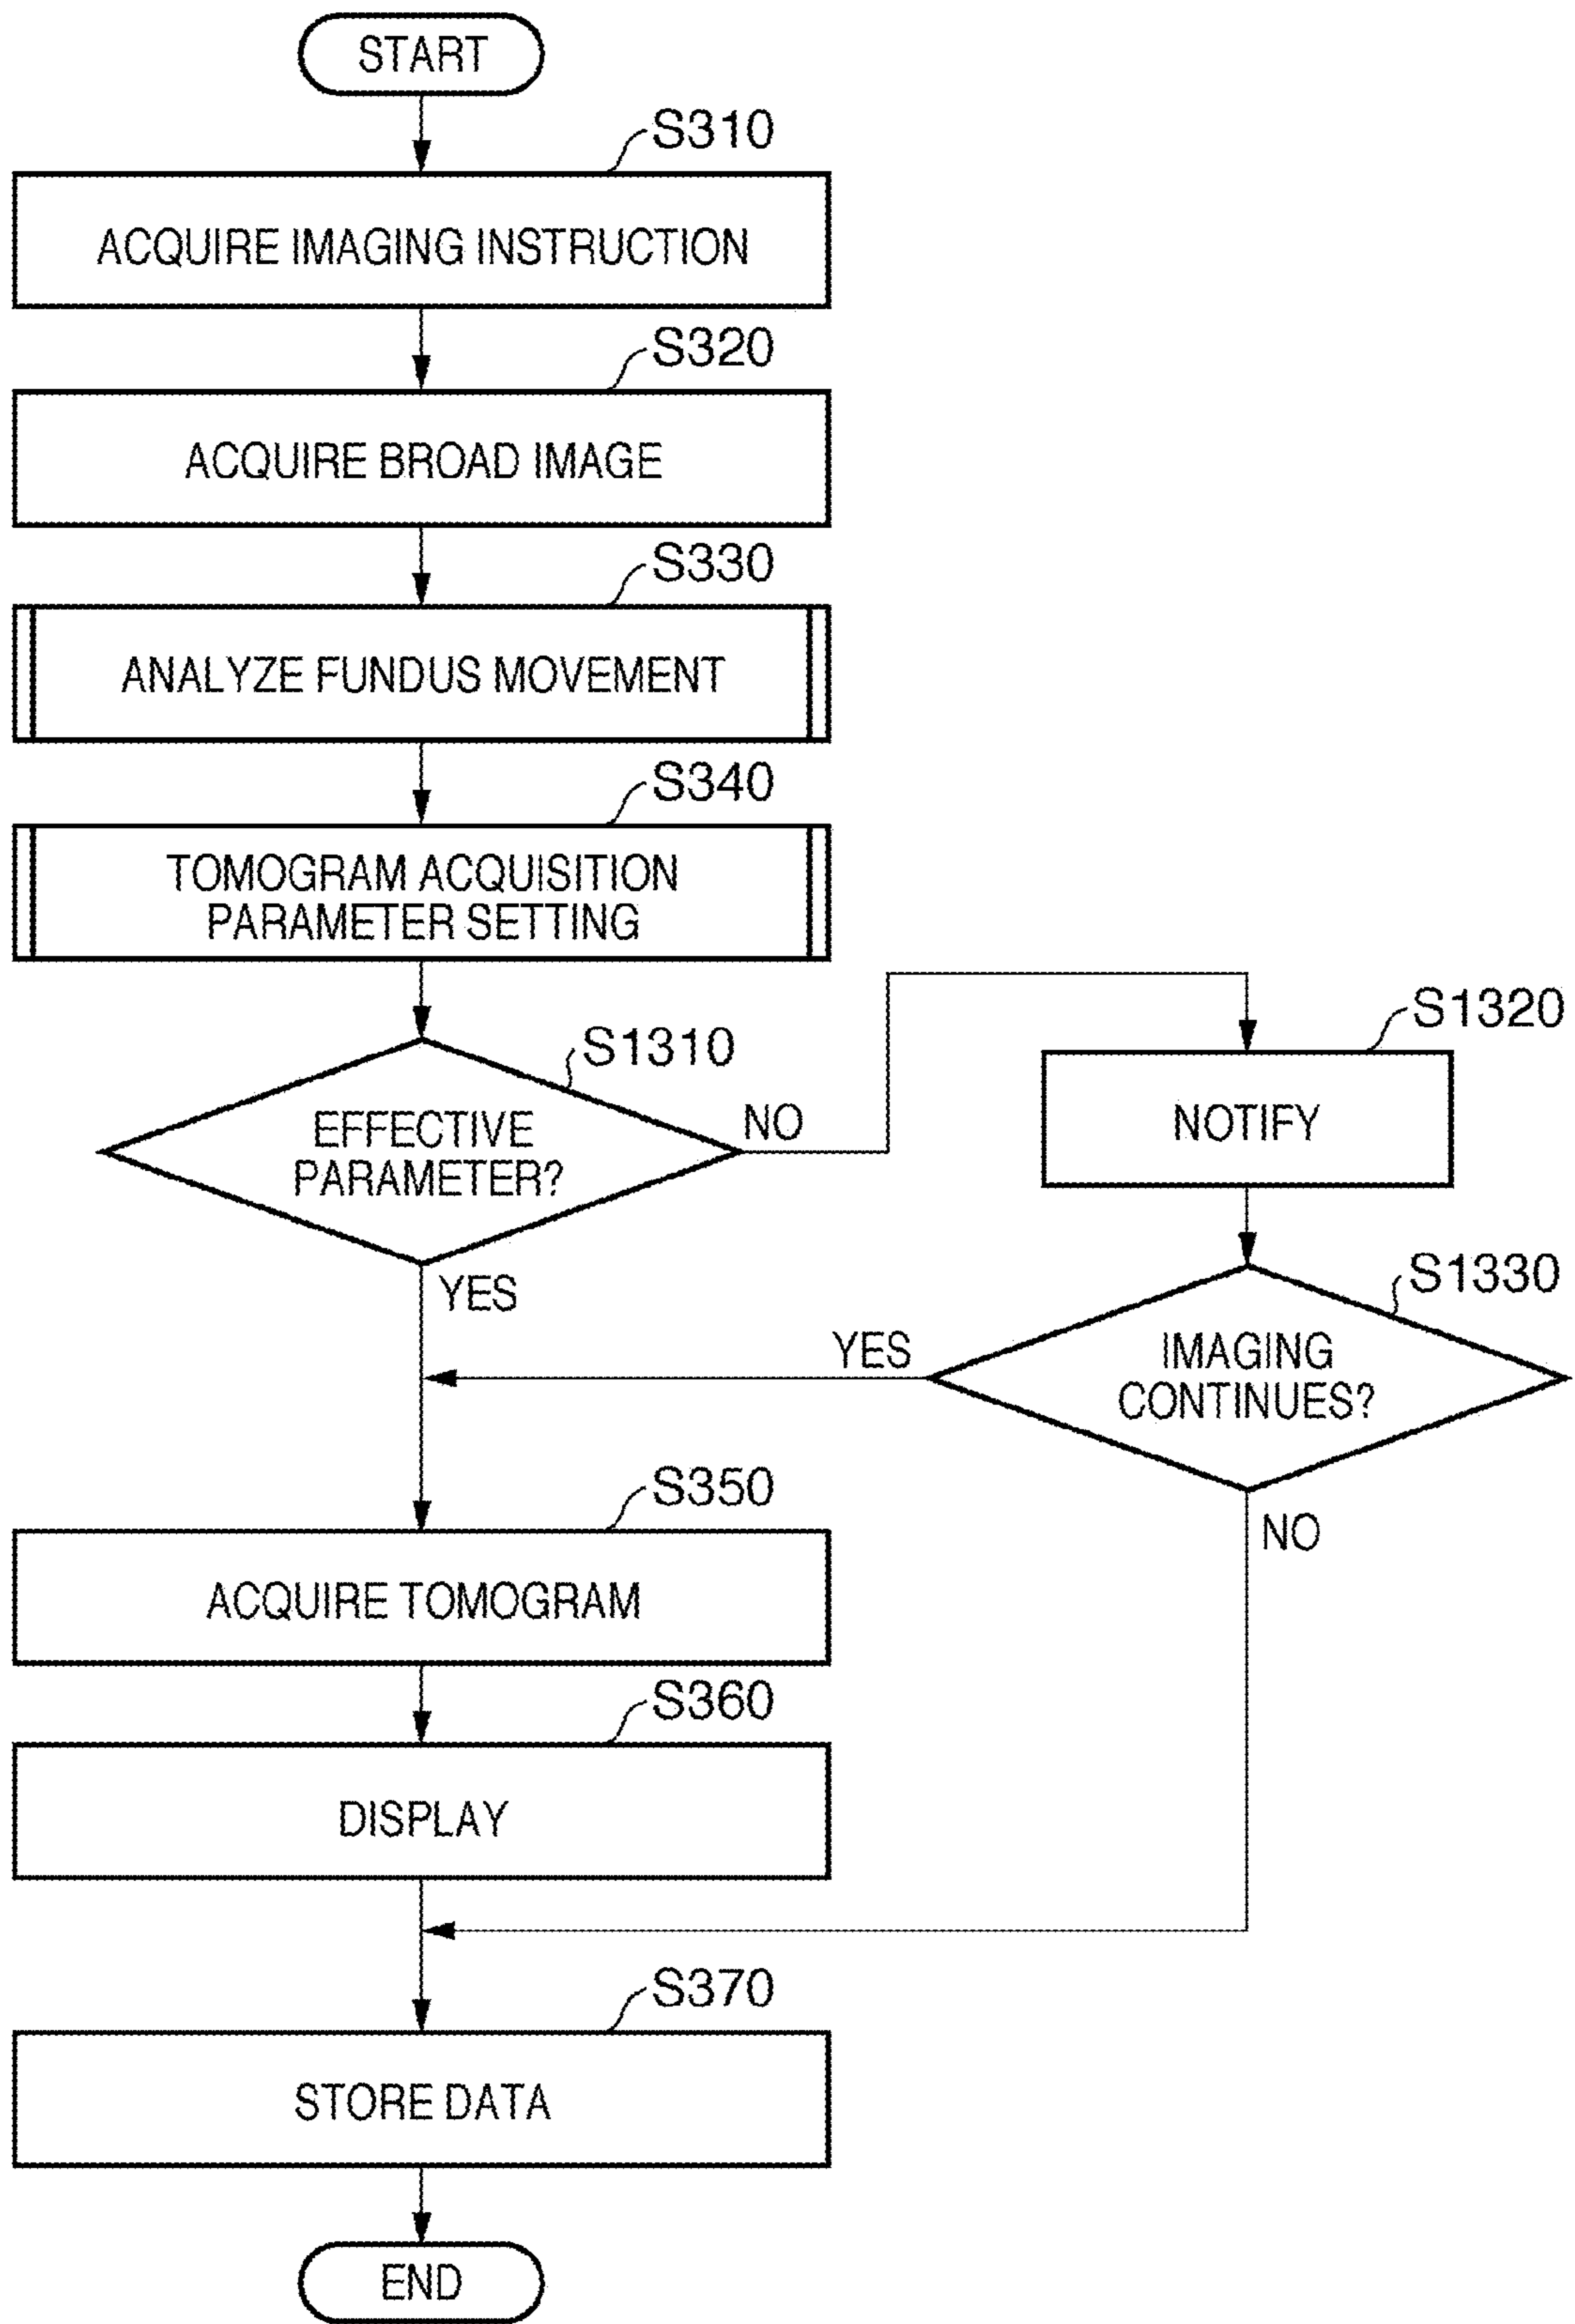 START
S310
ACQUIRE IMAGING INSTRUCTION
S320
ACQUIRE BROAD IMAGE
S330
ANALYZE FUNDUS MOVEMENT
S340
TOMOGRAM ACQUISITION
PARAMETER SETTING
S1310
EFFECTIVE
PARAMETER?
NO
YES
S1320
NOTIFY
S1330
IMAGING
CONTINUES?
YES
NO
S350
ACQUIRE TOMOGRAM
S360
DISPLAY
S370
STORE DATA
END